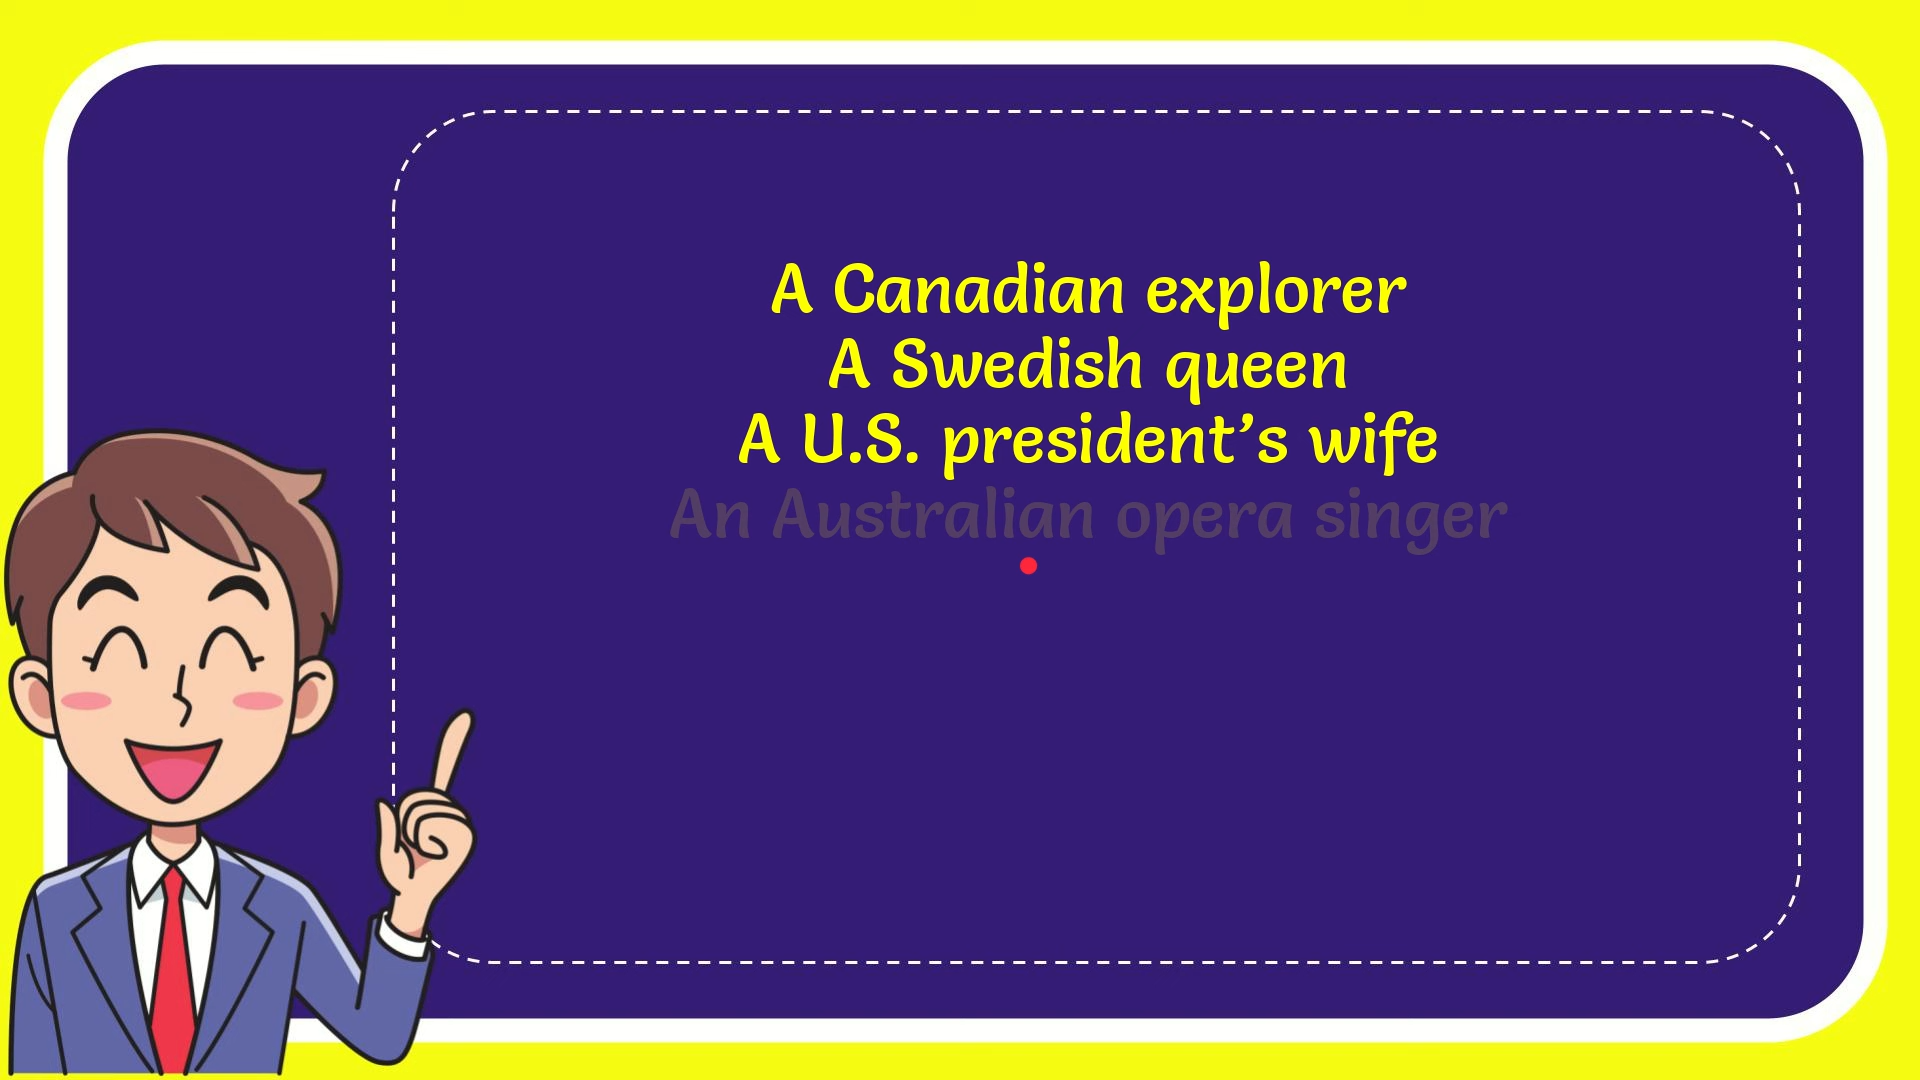 A Canadian explorer
A Swedish queen
A U.S. president’s wife
An Australian opera singer